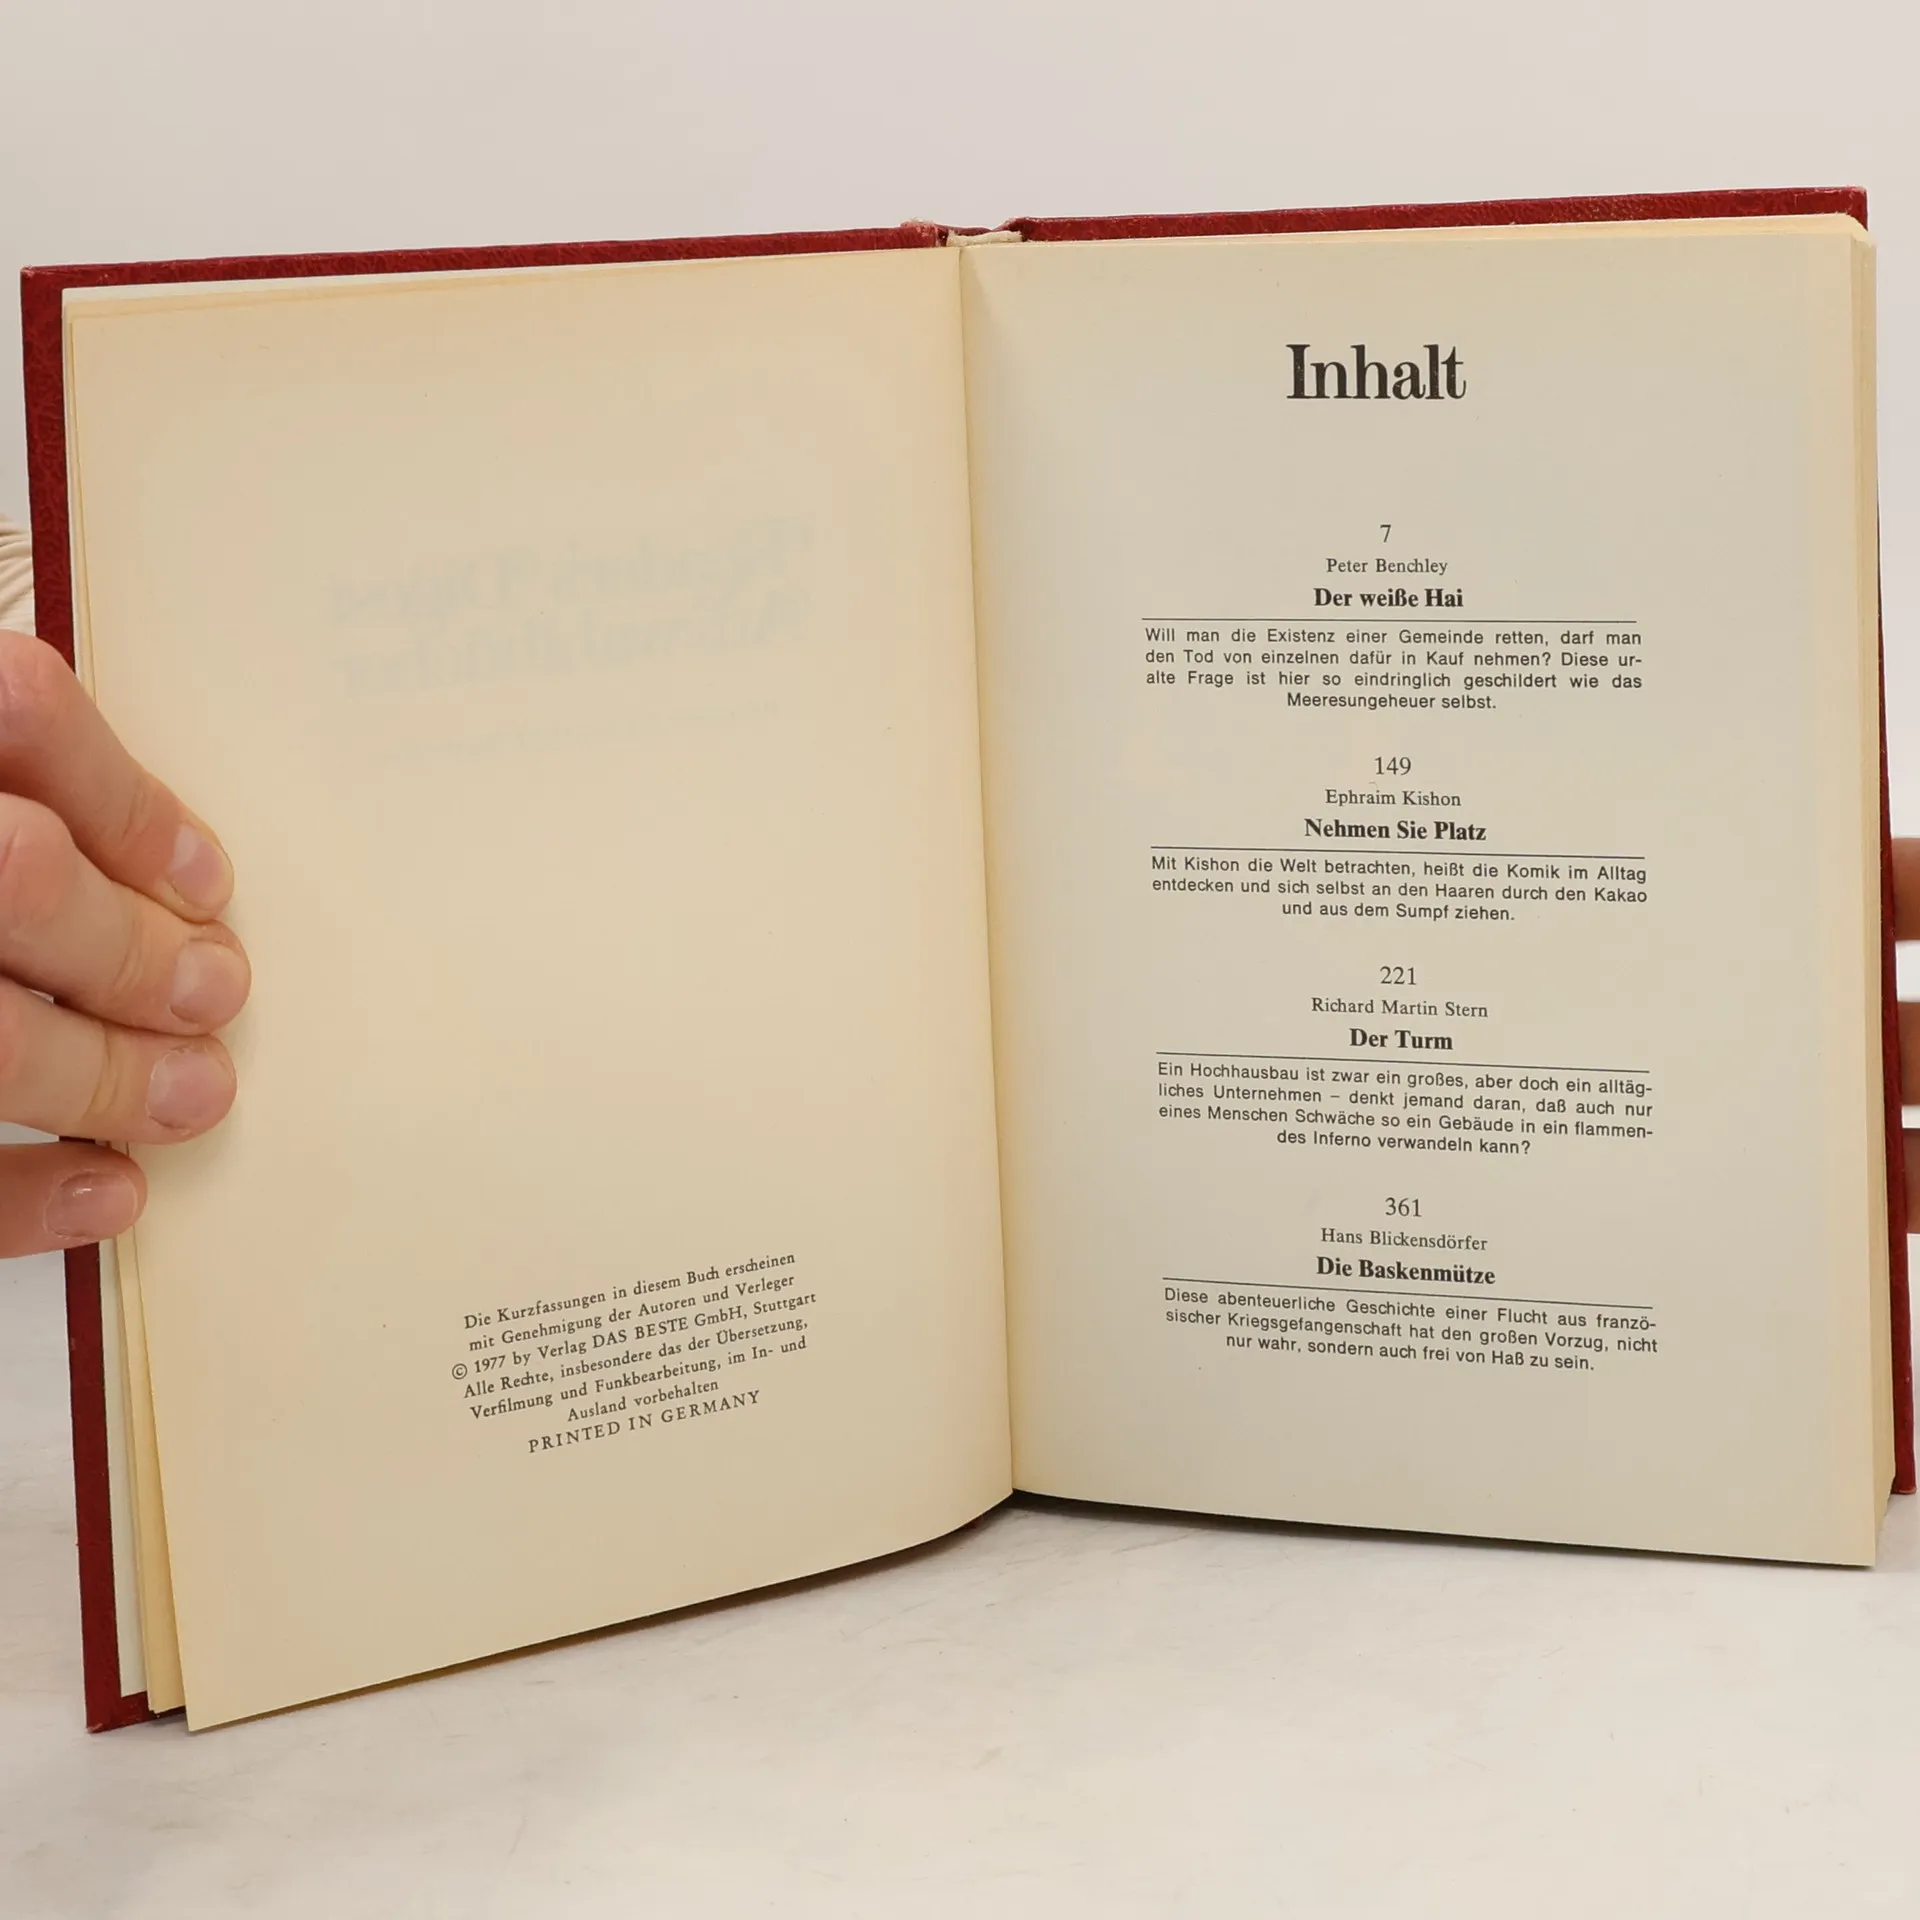 Die Kurzfassungen in diesem Buch erscheinen
mit Genehmigung der Autoren und Verleger
© 1977 by Verlag DAS BESTE GmbH, Stuttgart
Alle Rechte, insbesondere das der Übersetzung,
Verfilmung und Funkbearbeitung, im In- und
Ausland vorbehalten
PRINTED IN GERMANY
Inhalt
7
Peter Benchley
Der weiße Hai
Will man die Existenz einer Gemeinde retten, darf man
den Tod von einzelnen dafür in Kauf nehmen? Diese ur-
alte Frage ist hier so eindringlich geschildert wie das
Meeresungeheuer selbst.
149
Ephraim Kishon
Nehmen Sie Platz
Mit Kishon die Welt betrachten, heißt die Komik im Alltag
entdecken und sich selbst an den Haaren durch den Kakao
und aus dem Sumpf ziehen.
221
Richard Martin Stern
Der Turm
Ein Hochhausbau ist zwar ein großes, aber doch ein alltäg-
liches Unternehmen – denkt jemand daran, daß auch nur
eines Menschen Schwäche so ein Gebäude in ein flammen-
des Inferno verwandeln kann?
361
Hans Blickensdörfer
Die Baskenmütze
Diese abenteuerliche Geschichte einer Flucht aus franzö-
sischer Kriegsgefangenschaft hat den großen Vorzug, nicht
nur wahr, sondern auch frei von Haß zu sein.